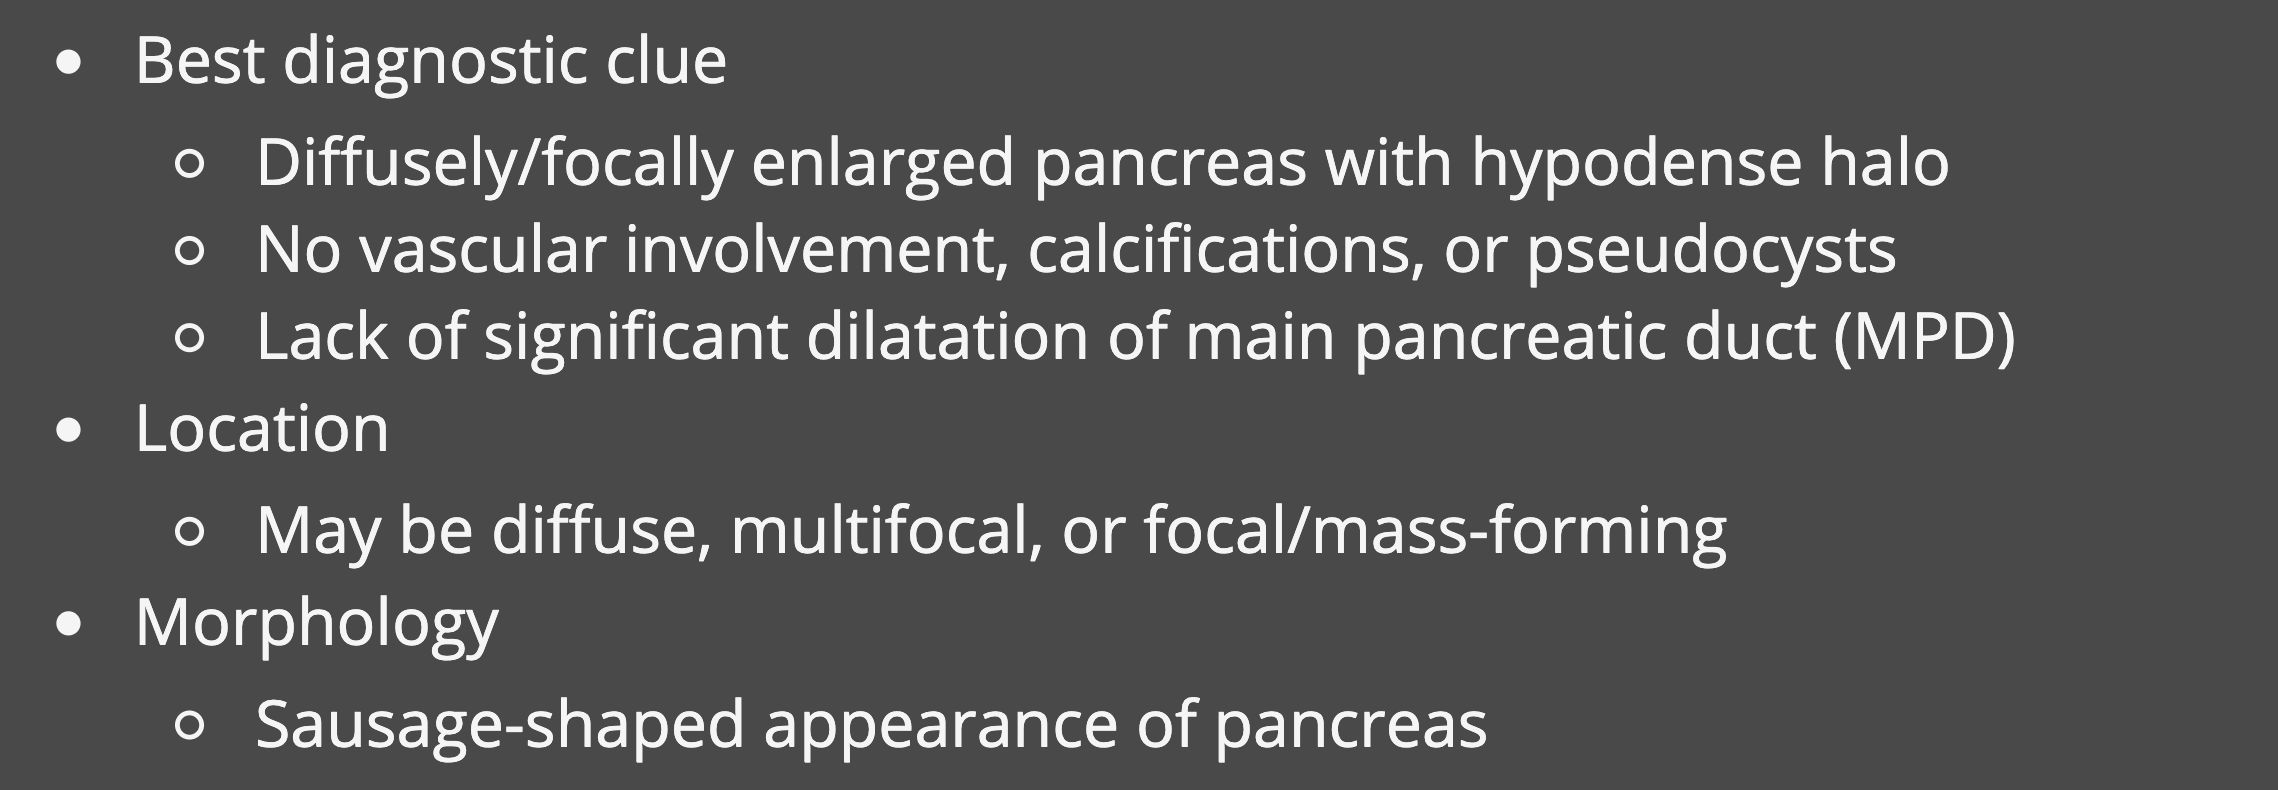 • Best diagnostic clue
○ Diffusely/focally enlarged pancreas with hypodense halo
○ No vascular involvement, calcifications, or pseudocysts
○ Lack of significant dilatation of main pancreatic duct (MPD)
• Location
○ May be diffuse, multifocal, or focal/mass-forming
• Morphology
○ Sausage-shaped appearance of pancreas